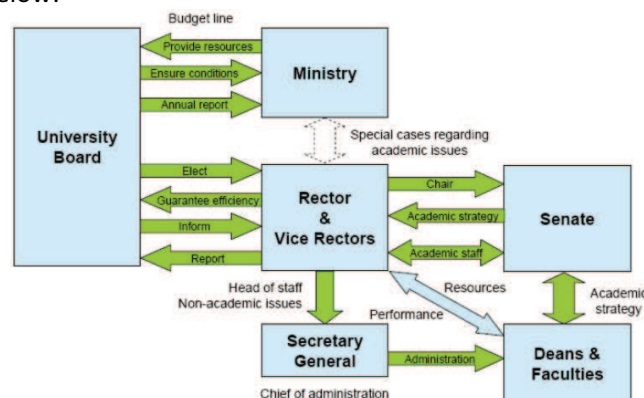 Budget line
Provide resources
Ensure conditions
Annual report
Ministry
University
Board
Special cases regarding
academic issues
Elect
Guarantee efficiency
Inform
Report
Rector
&
Vice Rectors
Chair
Academic strategy
Academic staff
Senate
Head of staff
Non-academic issues
Resources
Performance
Academic
strategy
Secretary
General
Administration
Deans &
Faculties
Chief of administration